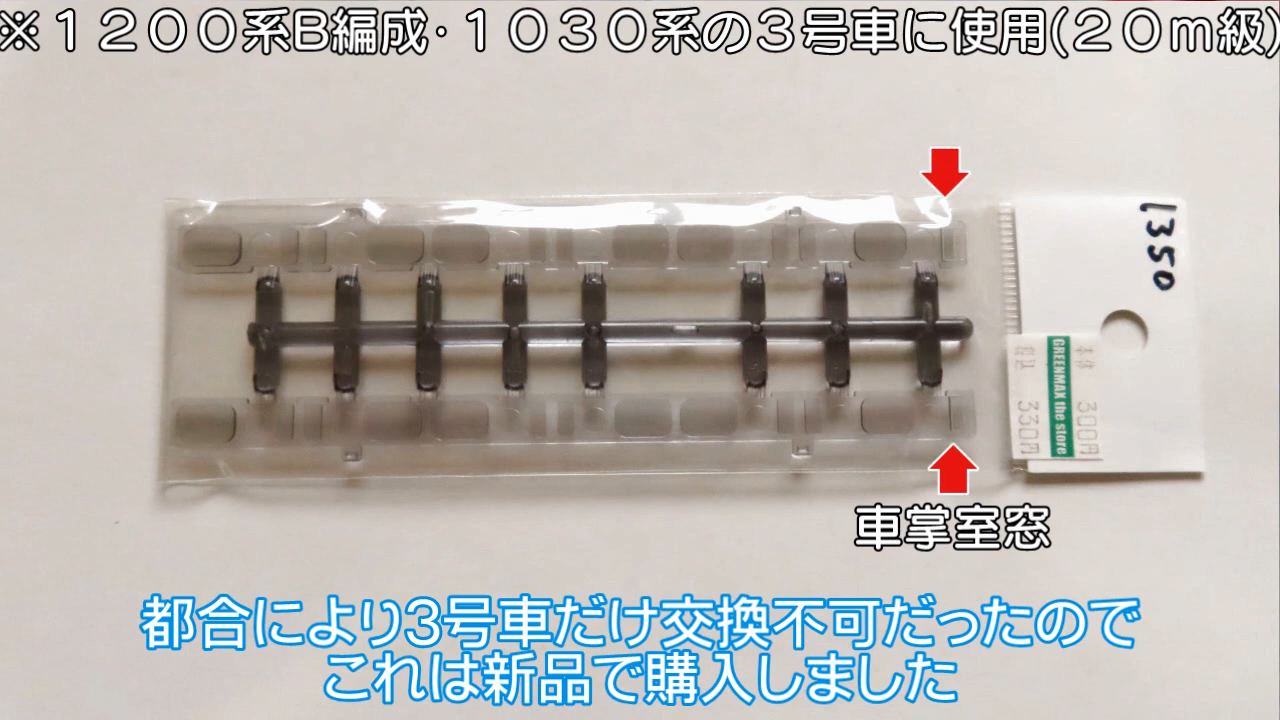 ※１２００系B編成・１０３０系の３号車に使用(２０ｍ級)
1350
GREENMAX the store
本体 300円
税込 330円
車掌室窓
都合により3号車だけ交換不可だったので
これは新品で購入しました